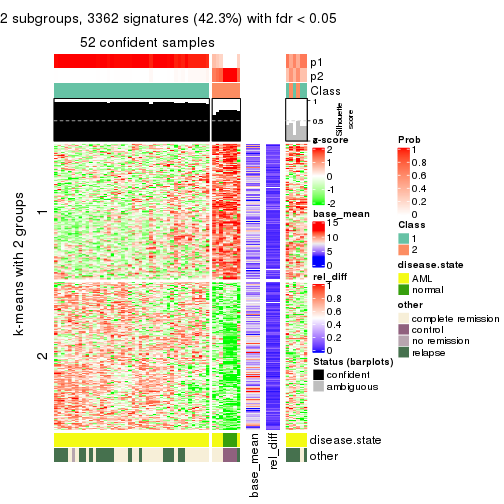 2 subgroups, 3362 signatures (42.3%) with fdr < 0.05
52 confident samples
p1
p2
Class
1
0.5
Silhouette
score
k-means with 2 groups
1
2
z-score
2
1
0
-1
-2
base_mean
15
10
5
0
rel_diff
1
0.8
0.6
0.4
0.2
0
Status (barplots)
confident
ambiguous
Prob
1
0.8
0.6
0.4
0.2
0
Class
1
2
disease.state
AML
normal
other
complete remission
control
no remission
relapse
disease.state
other
base_mean
rel_diff